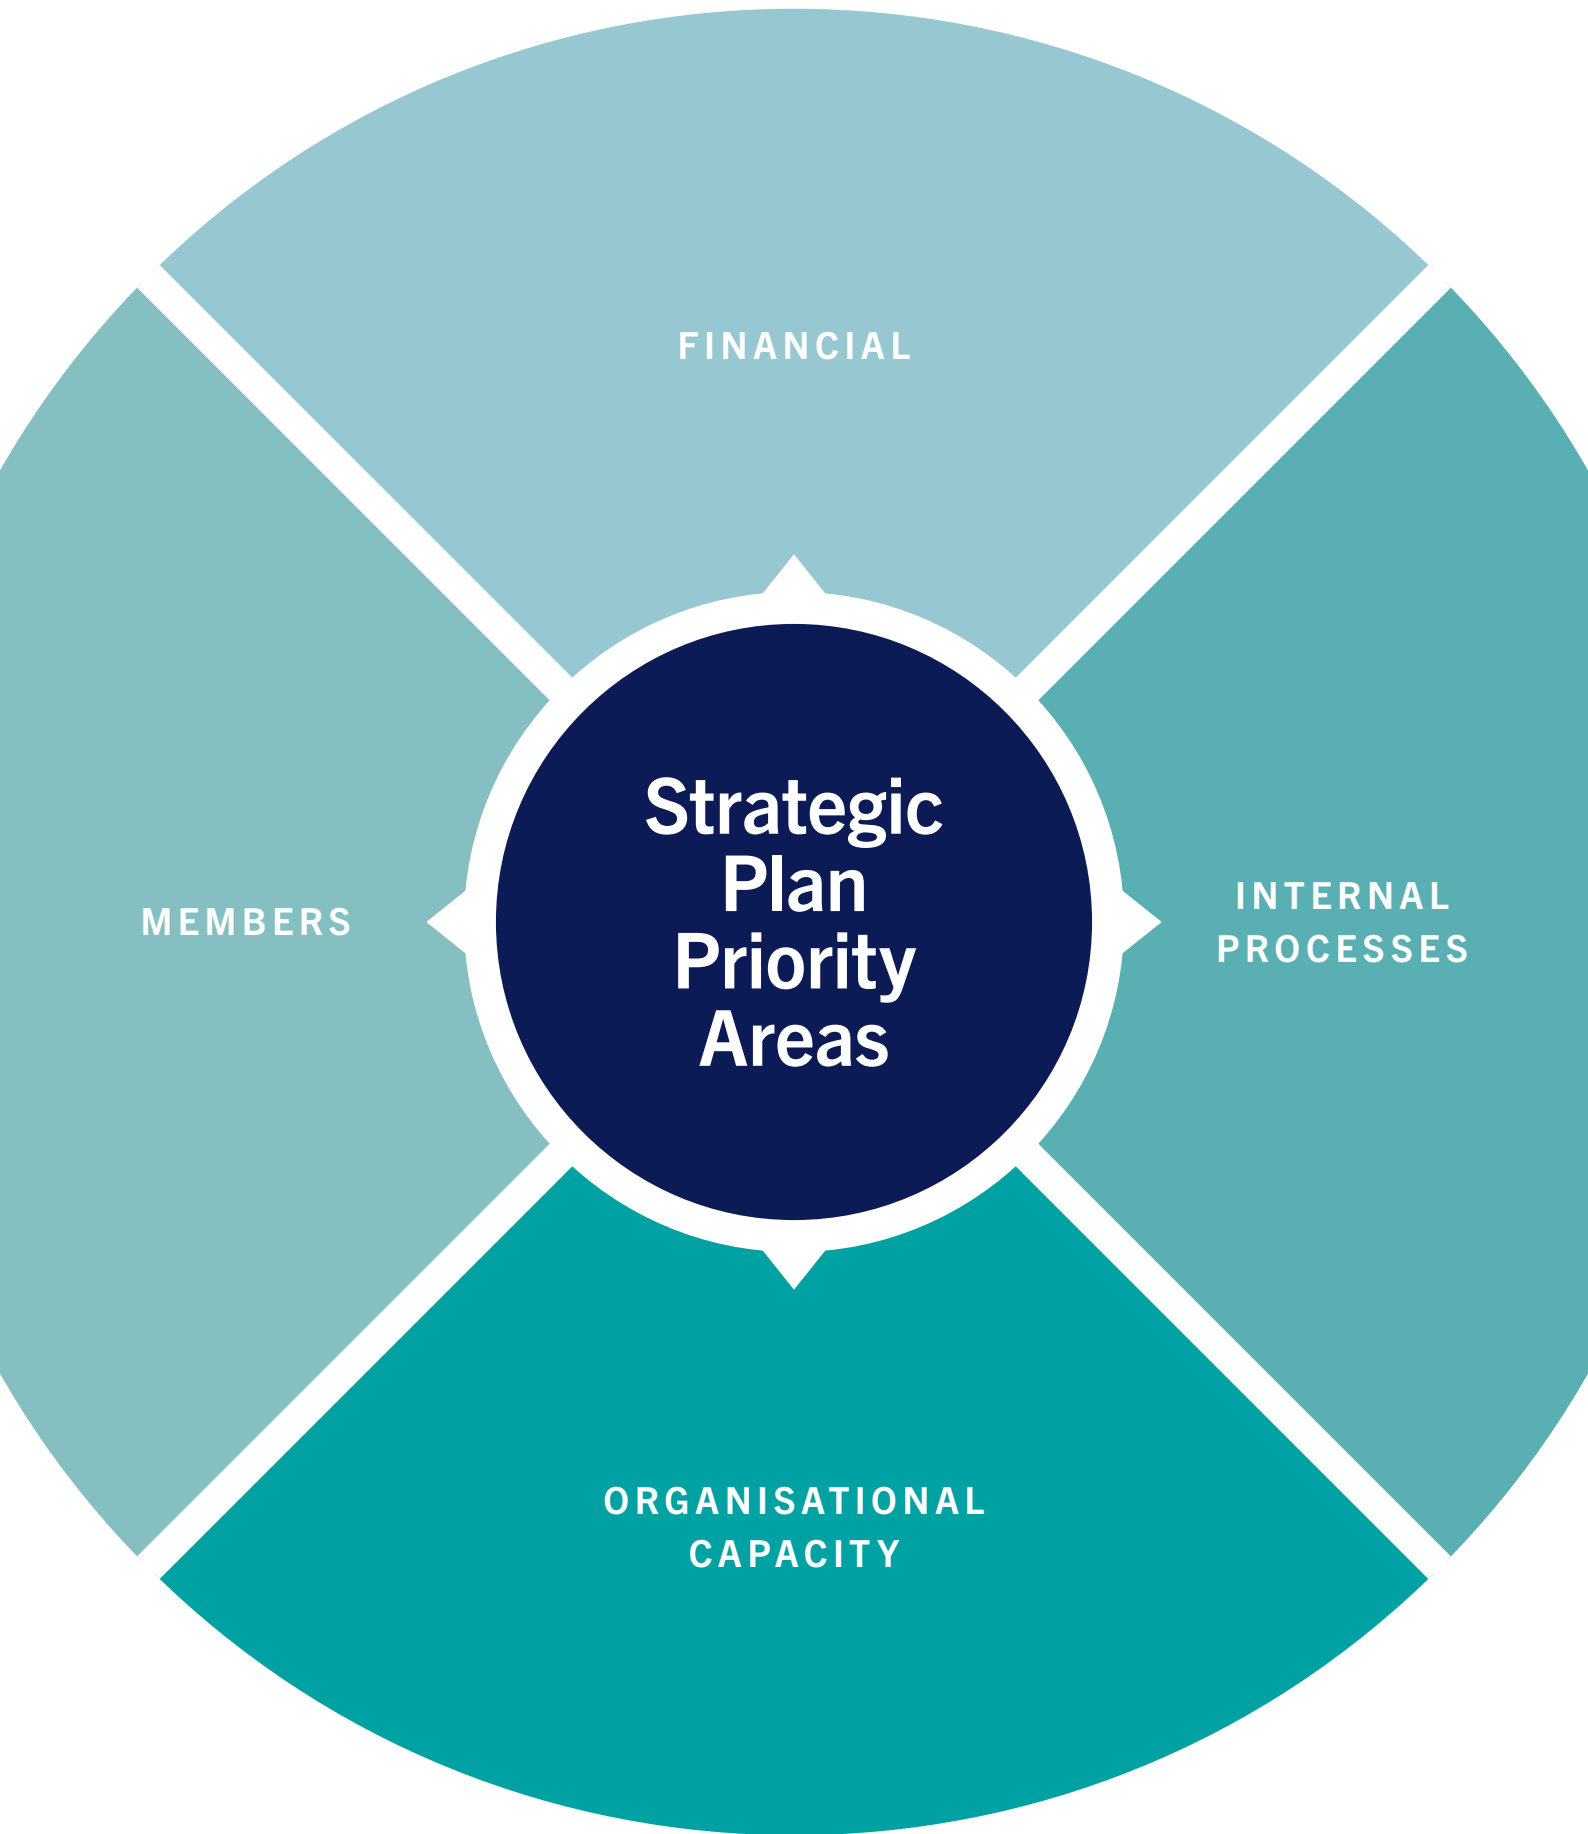 FINANCIAL
MEMBERS
Strategic
Plan
Priority
Areas
INTERNAL
PROCESSES
ORGANISATIONAL
CAPACITY